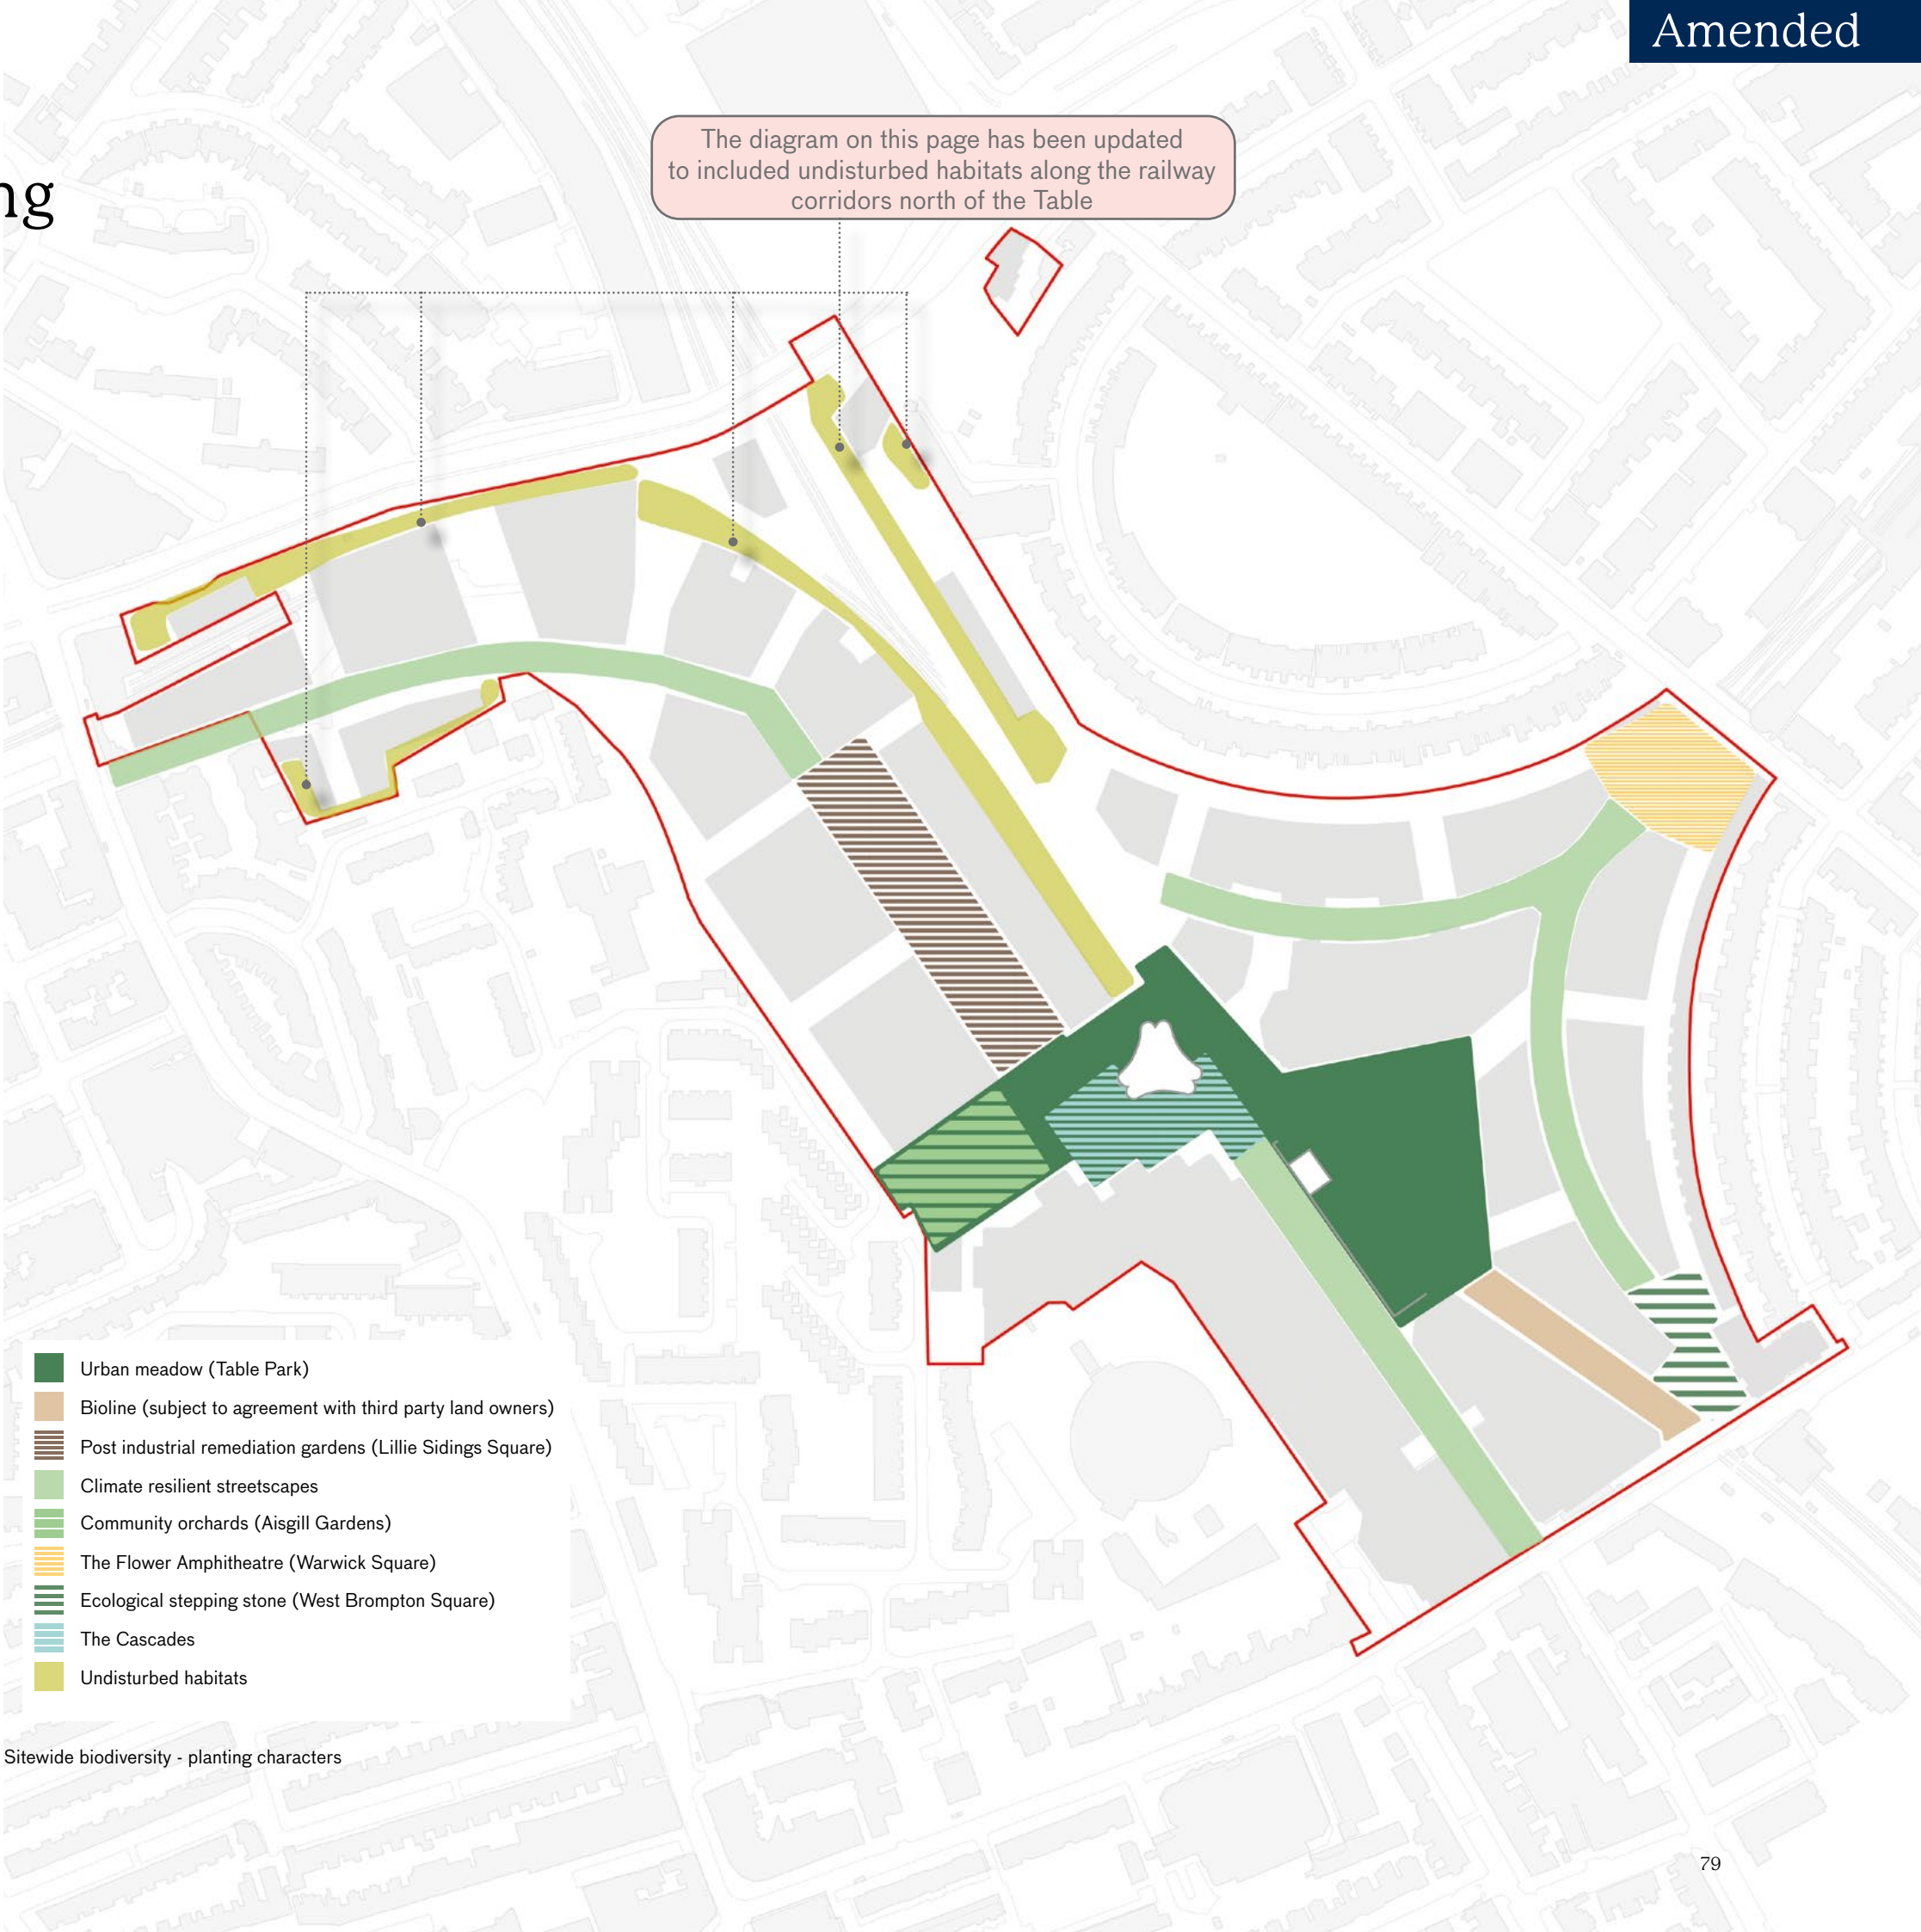 Amended
ng
The diagram on this page has been updated
to included undisturbed habitats along the railway
corridors north of the Table
Urban meadow (Table Park)
Bioline (subject to agreement with third party land owners)
Post industrial remediation gardens (Lillie Sidings Square)
Climate resilient streetscapes
Community orchards (Aisgill Gardens)
The Flower Amphitheatre (Warwick Square)
Ecological stepping stone (West Brompton Square)
The Cascades
Undisturbed habitats
Sitewide biodiversity - planting characters
79